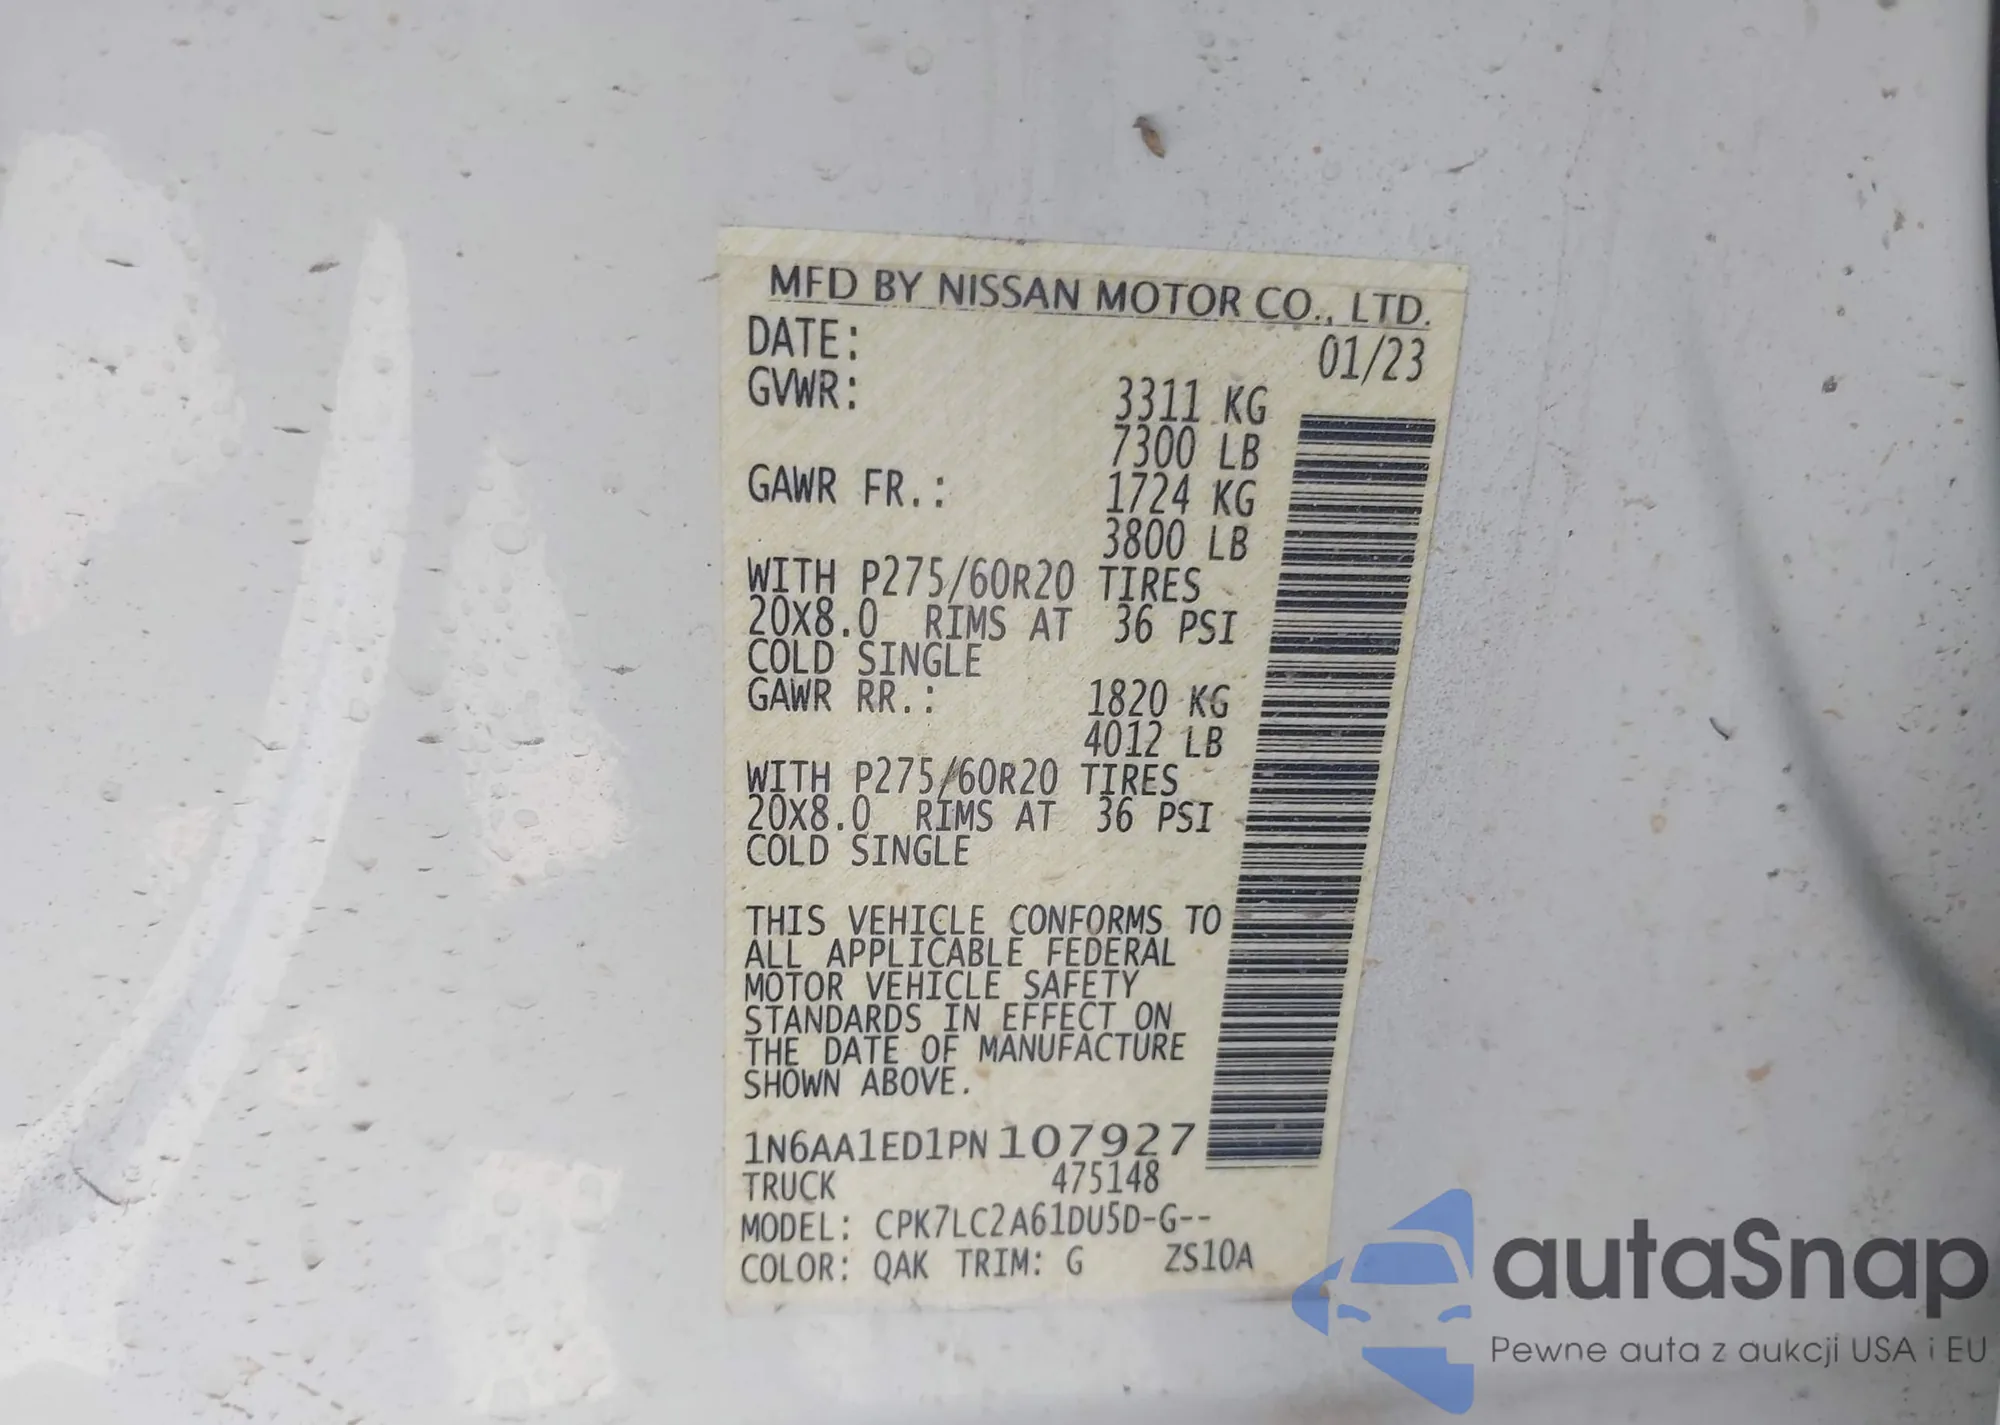 MFD BY NISSAN MOTOR CO., LTD.
DATE: 01/23
GVWR: 3311 KG
7300 LB
GAWR FR.: 1724 KG
3800 LB
WITH P275/60R20 TIRES
20X8.0 RIMS AT 36 PSI
COLD SINGLE
GAWR RR.: 1820 KG
4012 LB
WITH P275/60R20 TIRES
20X8.0 RIMS AT 36 PSI
COLD SINGLE
THIS VEHICLE CONFORMS TO
ALL APPLICABLE FEDERAL
MOTOR VEHICLE SAFETY
STANDARDS IN EFFECT ON
THE DATE OF MANUFACTURE
SHOWN ABOVE.
1N6AA1ED1PN107927
TRUCK 475148
MODEL: CPK7LC2A61DU5D-G--
COLOR: QAK TRIM: G ZS10A
autaSnap
Pewne auta z aukcji USA i EU